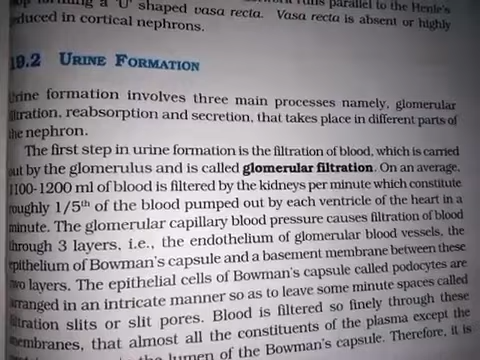 a 'U' shaped vasa recta. Vasa recta is absent or highly
reduced in cortical nephrons.
19.2 URINE FORMATION
Urine formation involves three main processes namely, glomerular
filtration, reabsorption and secretion, that takes place in different parts of
the nephron.
The first step in urine formation is the filtration of blood, which is carried
out by the glomerulus and is called glomerular filtration. On an average,
1100-1200 ml of blood is filtered by the kidneys per minute which constitute
roughly 1/5th of the blood pumped out by each ventricle of the heart in a
minute. The glomerular capillary blood pressure causes filtration of blood
through 3 layers, i.e., the endothelium of glomerular blood vessels, the
epithelium of Bowman's capsule and a basement membrane between these
two layers. The epithelial cells of Bowman's capsule called podocytes are
arranged in an intricate manner so as to leave some minute spaces called
filtration slits or slit pores. Blood is filtered so finely through these
membranes, that almost all the constituents of the plasma except the
lumen of the Bowman's capsule. Therefore, it is